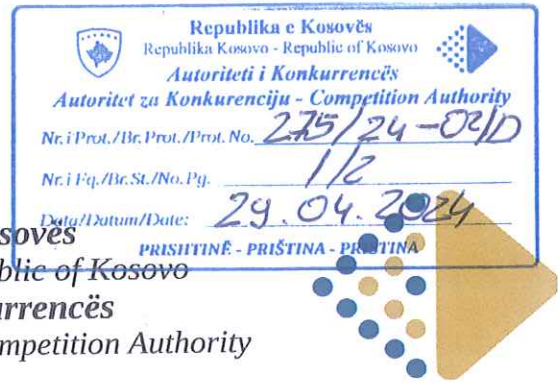 Republika e Kosovës
Republika Kosovo - Republic of Kosovo
Autoriteti i Konkurrencës
Autoritet za Konkurenciju - Competition Authority
Nr. i Prot./Br. Prot./Prot. No. 275/24-02/D
Nr. i Fq./Br. St./No. Pg. 1/2
Data/Datum/Date: 29.04.2024
PRISHTINË - PRIŠTINA - PRISTINA
sovës
blic of Kosovo
urrencës
mpetition Authority